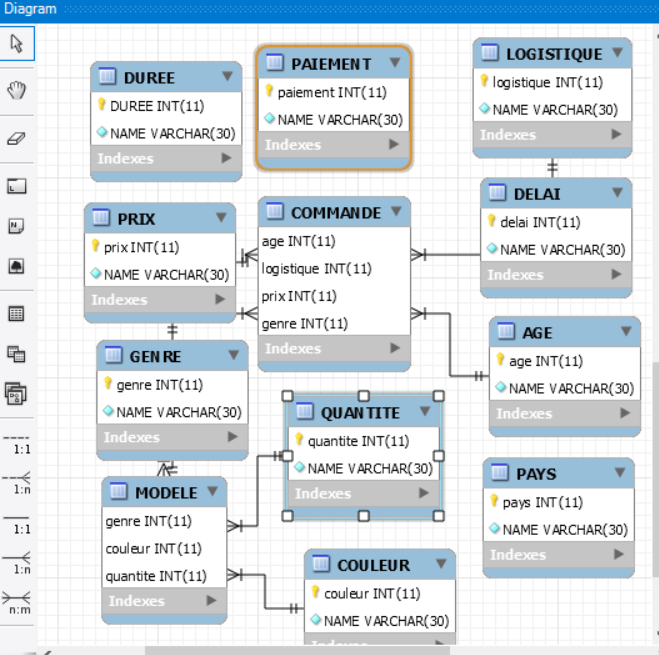 Diagram
DUREE
DUREE INT(11)
NAME VARCHAR(30)
Indexes
PAIEMENT
paiement INT(11)
NAME VARCHAR(30)
Indexes
LOGISTIQUE
logistique INT(11)
NAME VARCHAR(30)
Indexes
PRIX
prix INT(11)
NAME VARCHAR(30)
Indexes
COMMANDE
age INT(11)
logistique INT(11)
prix INT(11)
genre INT(11)
Indexes
DELAI
delai INT(11)
NAME VARCHAR(30)
Indexes
GENRE
genre INT(11)
NAME VARCHAR(30)
Indexes
AGE
age INT(11)
NAME VARCHAR(30)
Indexes
QUANTITE
quantite INT(11)
NAME VARCHAR(30)
Indexes
MODELE
genre INT(11)
couleur INT(11)
quantite INT(11)
Indexes
PAYS
pays INT(11)
NAME VARCHAR(30)
Indexes
COULEUR
couleur INT(11)
NAME VARCHAR(30)
Indexes
1:1
1:n
1:1
1:n
n:m